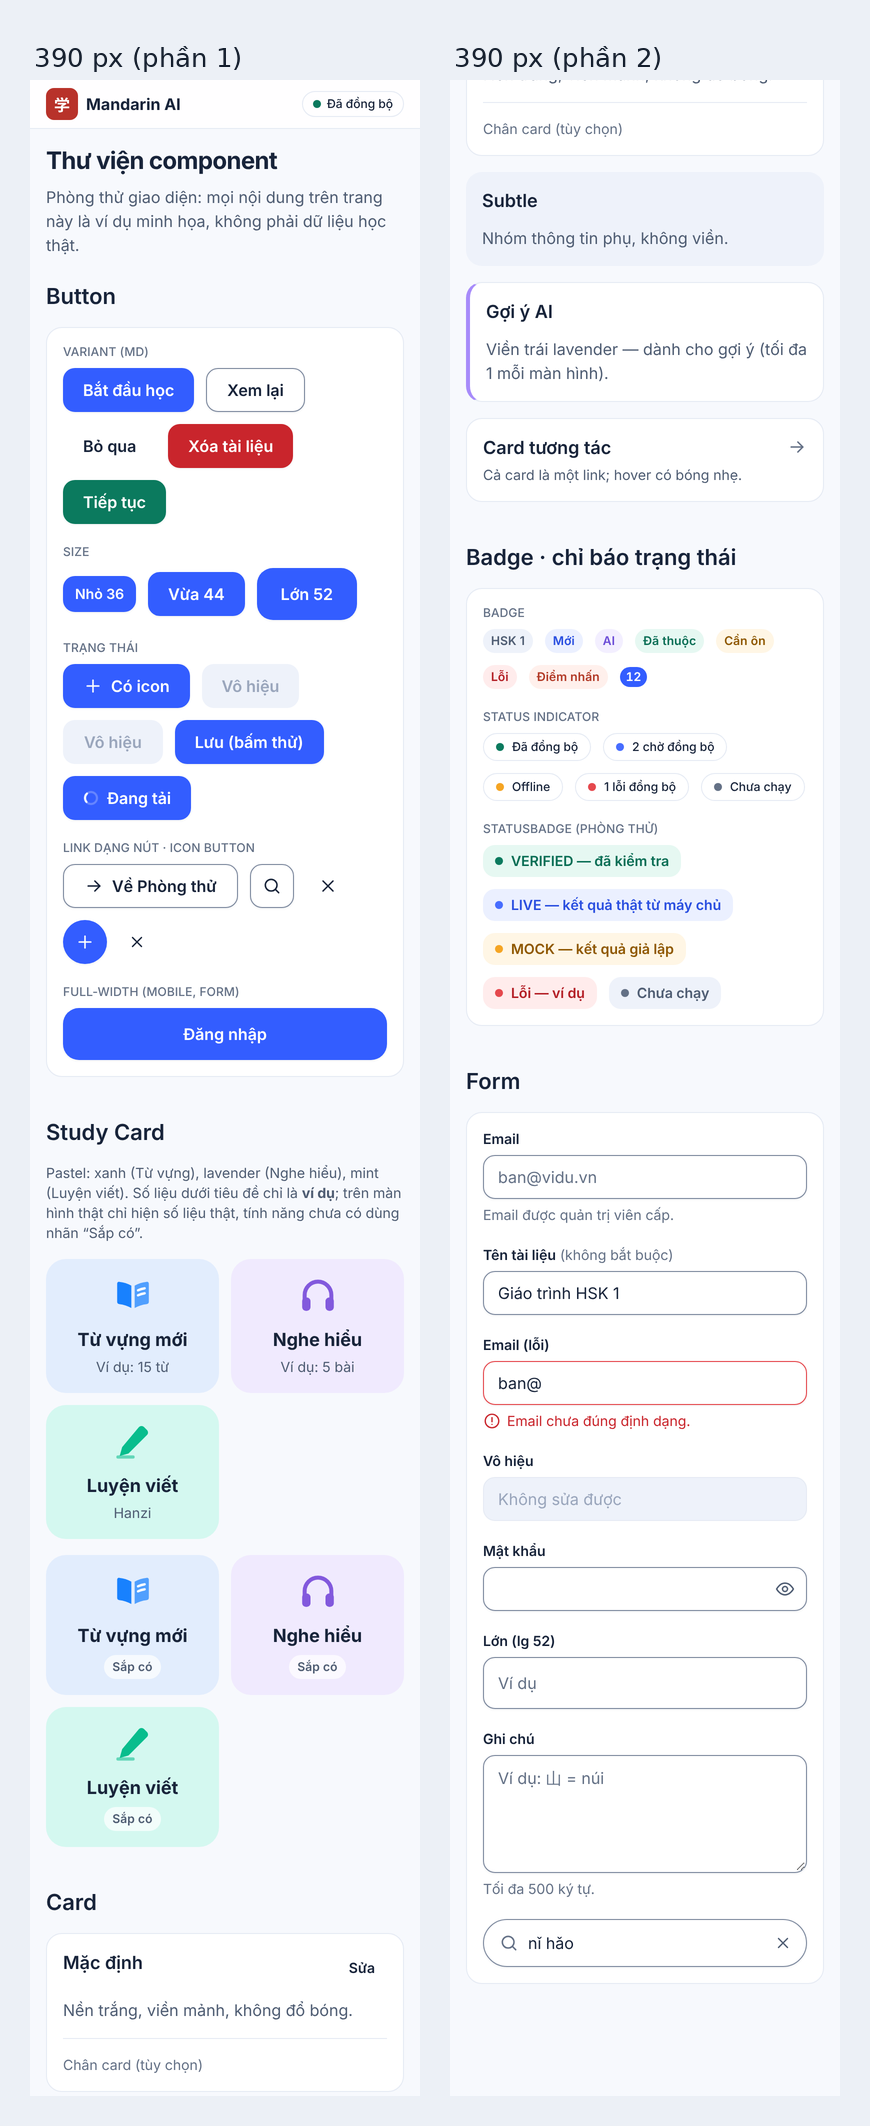 390 px (phần 1)
学 Mandarin AI
Đã đồng bộ
Thư viện component
Phòng thử giao diện: mọi nội dung trên trang
này là ví dụ minh họa, không phải dữ liệu học
thật.
Button
VARIANT (MD)
Bắt đầu học
Xem lại
Bỏ qua
Xóa tài liệu
Tiếp tục
SIZE
Nhỏ 36
Vừa 44
Lớn 52
TRẠNG THÁI
Có icon
Vô hiệu
Vô hiệu
Lưu (bấm thử)
Đang tải
LINK DẠNG NÚT · ICON BUTTON
Về Phòng thử
FULL-WIDTH (MOBILE, FORM)
Đăng nhập
Study Card
Pastel: xanh (Từ vựng), lavender (Nghe hiểu), mint
(Luyện viết). Số liệu dưới tiêu đề chỉ là ví dụ; trên màn
hình thật chỉ hiện số liệu thật, tính năng chưa có dùng
nhãn “Sắp có”.
Từ vựng mới
Ví dụ: 15 từ
Nghe hiểu
Ví dụ: 5 bài
Luyện viết
Hanzi
Từ vựng mới
Sắp có
Nghe hiểu
Sắp có
Luyện viết
Sắp có
Card
Mặc định
Sửa
Nền trắng, viền mảnh, không đổ bóng.
Chân card (tùy chọn)
390 px (phần 2)
Chân card (tùy chọn)
Subtle
Nhóm thông tin phụ, không viền.
Gợi ý AI
Viền trái lavender — dành cho gợi ý (tối đa
1 mỗi màn hình).
Card tương tác
Cả card là một link; hover có bóng nhẹ.
Badge · chỉ báo trạng thái
BADGE
HSK 1
Mới
AI
Đã thuộc
Cần ôn
Lỗi
Điểm nhấn
12
STATUS INDICATOR
Đã đồng bộ
2 chờ đồng bộ
Offline
1 lỗi đồng bộ
Chưa chạy
STATUSBADGE (PHÒNG THỬ)
VERIFIED — đã kiểm tra
LIVE — kết quả thật từ máy chủ
MOCK — kết quả giả lập
Lỗi — ví dụ
Chưa chạy
Form
Email
ban@vidu.vn
Email được quản trị viên cấp.
Tên tài liệu (không bắt buộc)
Giáo trình HSK 1
Email (lỗi)
ban@
Email chưa đúng định dạng.
Vô hiệu
Không sửa được
Mật khẩu
Lớn (lg 52)
Ví dụ
Ghi chú
Ví dụ: 山 = núi
Tối đa 500 ký tự.
nǐ hǎo